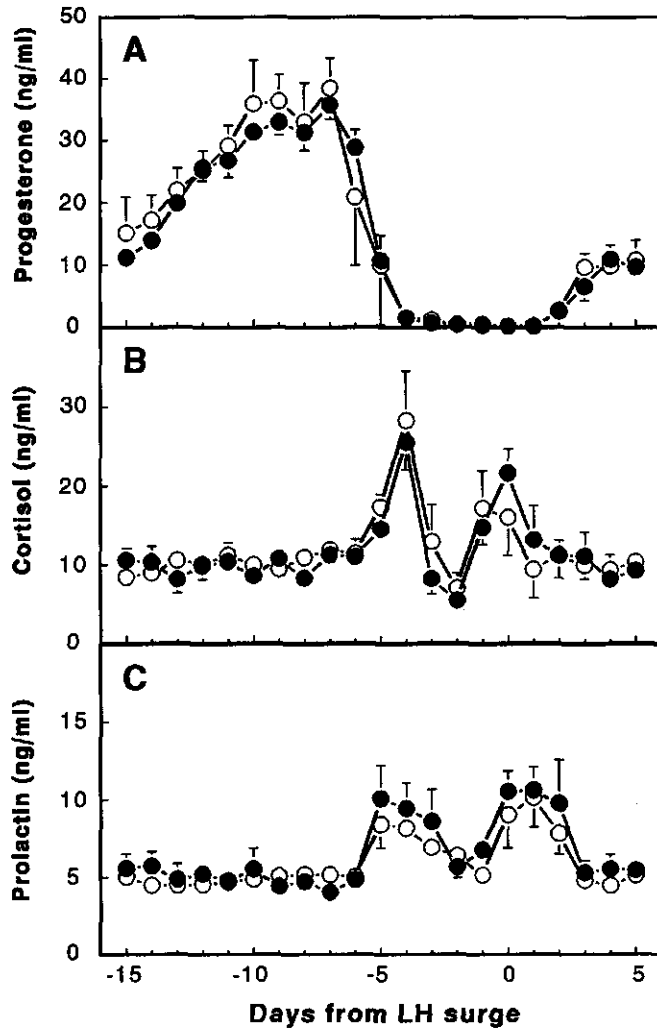 A
Progesterone (ng/ml)
50
40
30
20
10
0
B
Cortisol (ng/ml)
30
20
10
0
C
Prolactin (ng/ml)
15
10
5
0
-15
-10
-5
0
5
Days from LH surge